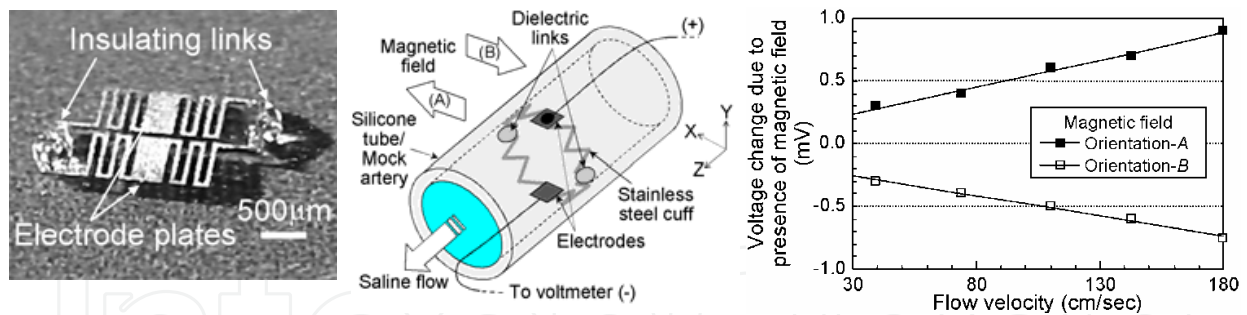 Insulating links
500µm
Electrode plates
Dielectric
links
(+)
Magnetic
field
(B)
(A)
Silicone
tube/
Mock
artery
Y
X
Z
Stainless
steel cuff
Electrodes
Saline flow
To voltmeter (-)
Voltage change due to
presence of magnetic field
(mV)
1.0
0.5
0.0
-0.5
-1.0
Magnetic field
Orientation-A
Orientation-B
30
80
130
180
Flow velocity (cm/sec)